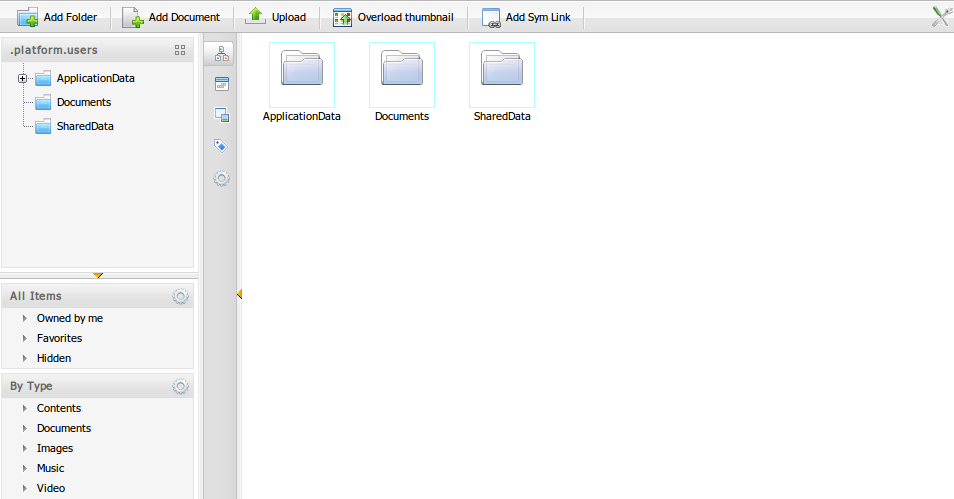 Add Folder Add Document Upload Overload thumbnail Add Sym Link
.platform.users
ApplicationData
Documents
SharedData
ApplicationData Documents SharedData
All Items
Owned by me
Favorites
Hidden
By Type
Contents
Documents
Images
Music
Video